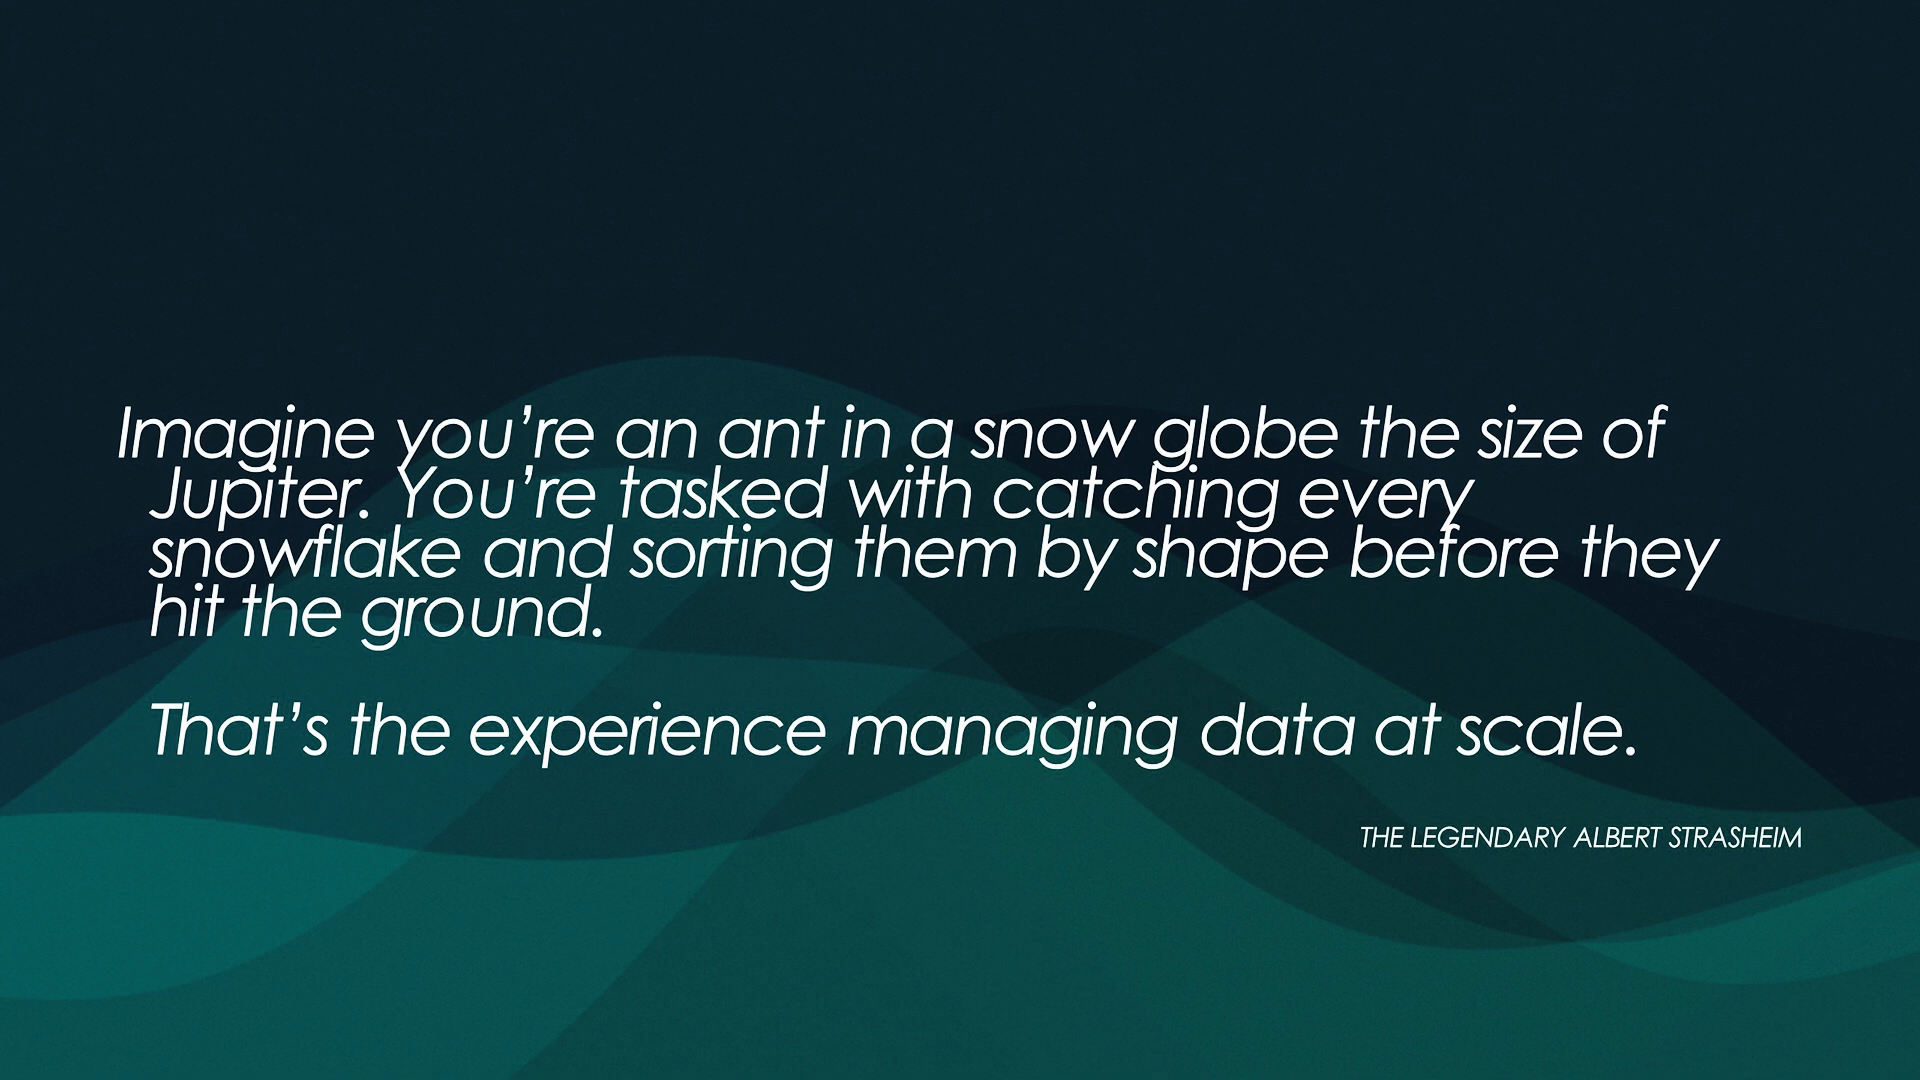 Imagine you’re an ant in a snow globe the size of
Jupiter. You’re tasked with catching every
snowflake and sorting them by shape before they
hit the ground.
That’s the experience managing data at scale.
THE LEGENDARY ALBERT STRASHEIM